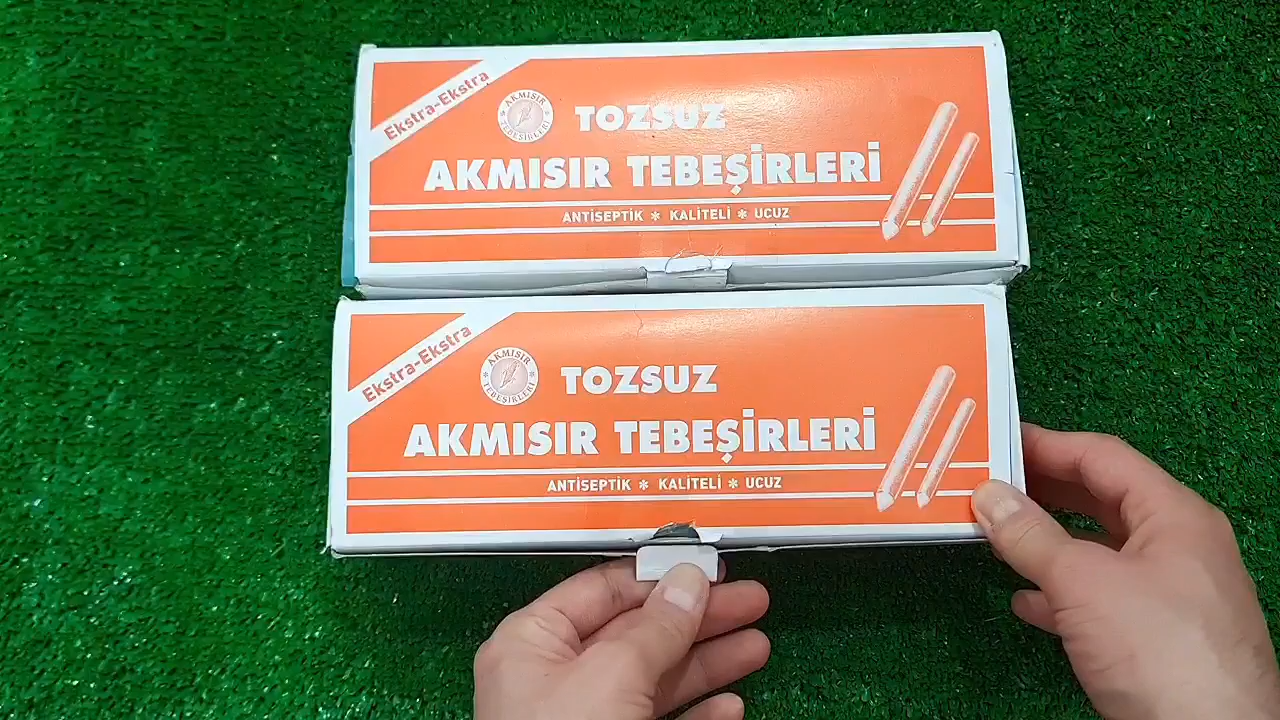 Ekstra-Ekstra
AKMISIR
TEBEŞİRLERİ
TOZSUZ
AKMISIR TEBEŞİRLERİ
ANTİSEPTİK * KALİTELİ * UCUZ
Ekstra-Ekstra
AKMISIR
TEBEŞİRLERİ
TOZSUZ
AKMISIR TEBEŞİRLERİ
ANTİSEPTİK * KALİTELİ * UCUZ